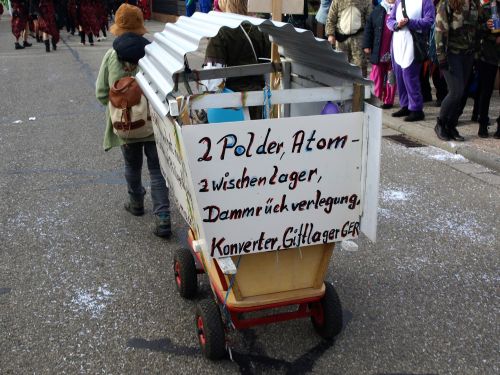 2 Polder, Atom-
zwischenlager,
Dammrückverlegung.
Konverter, Giftlager GER